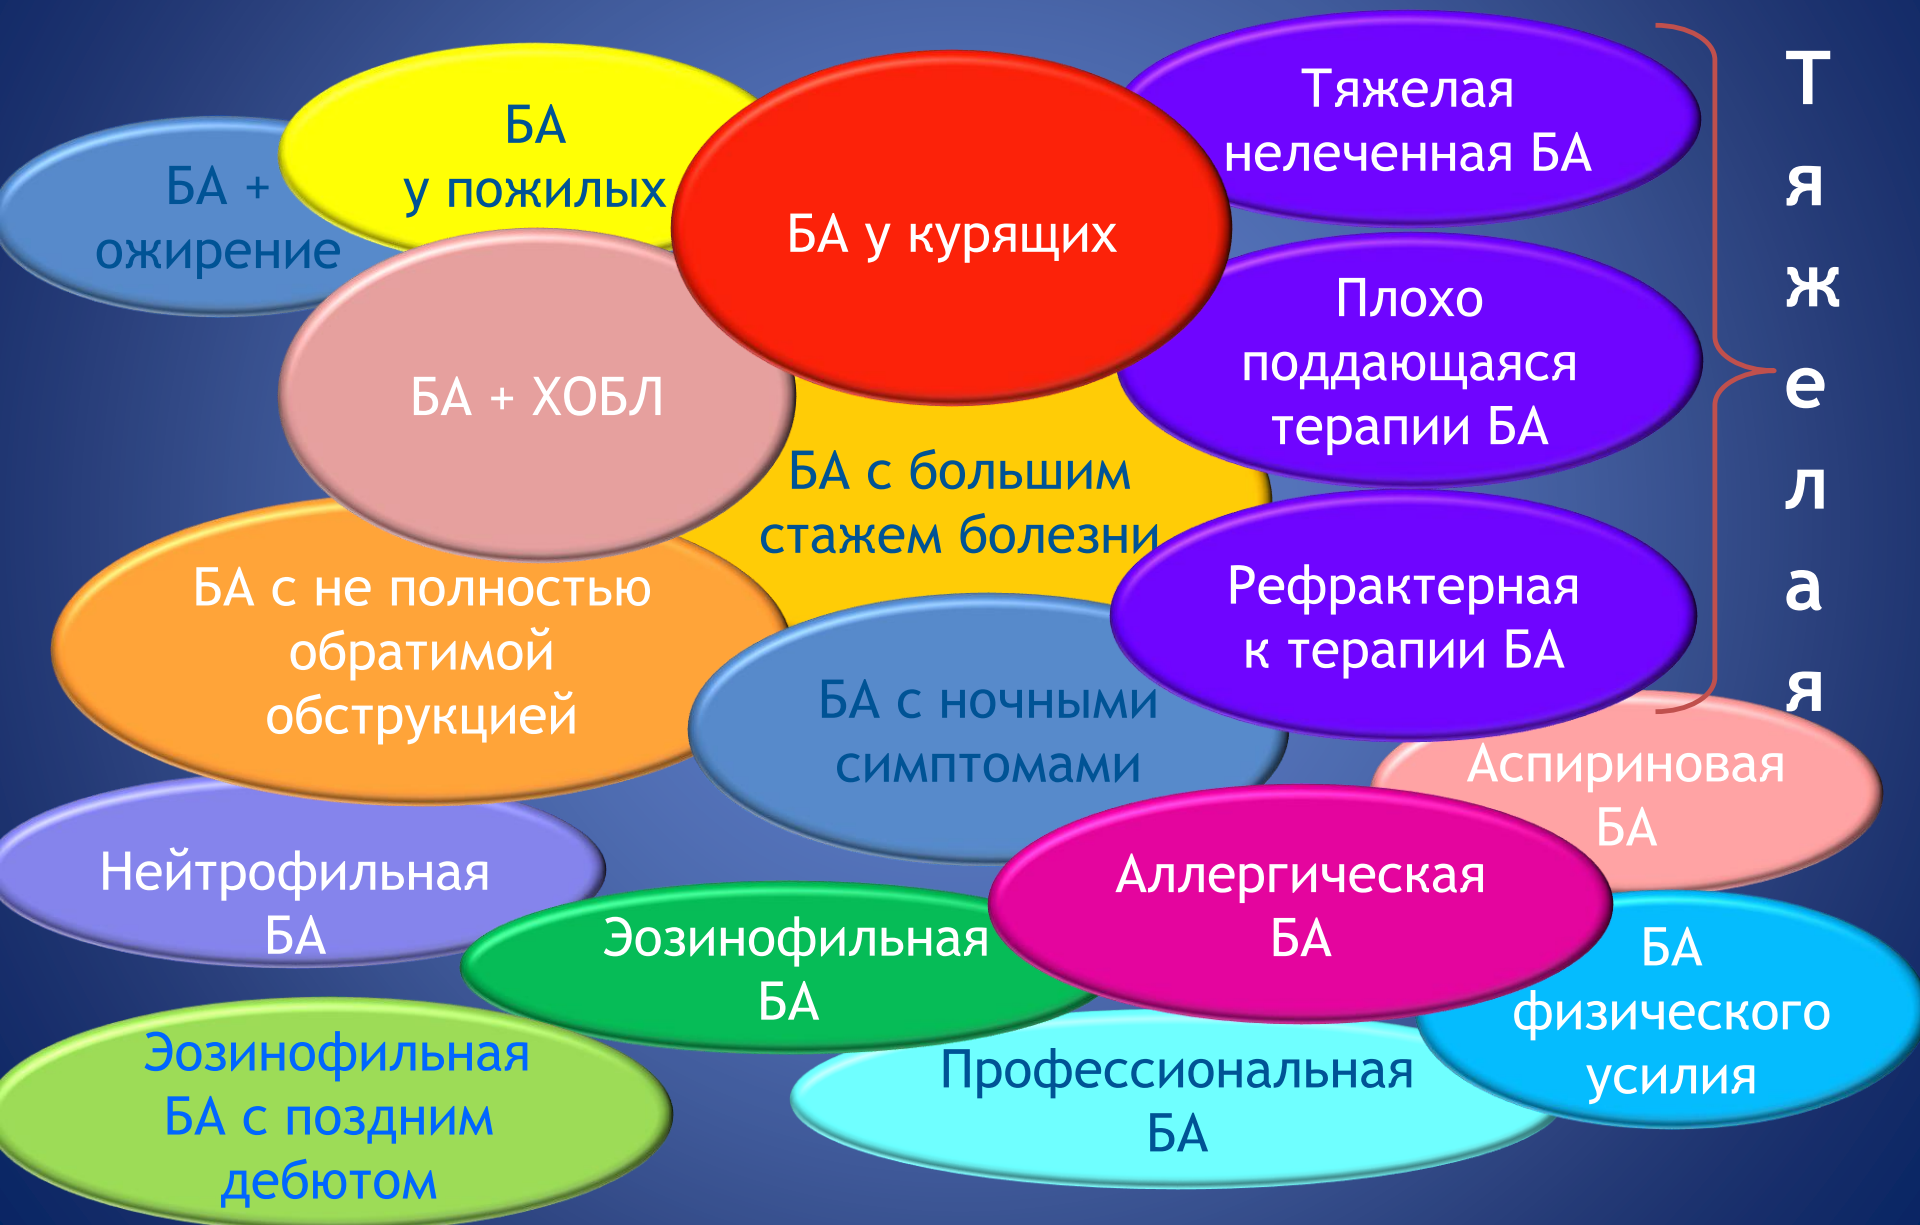 БА +
ожирение
БА
у пожилых
БА у курящих
Тяжелая
нелеченная БА
Плохо
поддающаяся
терапии БА
БА + ХОБЛ
БА с большим
стажем болезни
Рефрактерная
к терапии БА
Т
я
ж
е
л
а
я
БА с не полностью
обратимой
обструкцией
БА с ночными
симптомами
Аспириновая
БА
Нейтрофильная
БА
Эозинофильная
БА
Аллергическая
БА
БА
физического
усилия
Эозинофильная
БА с поздним
дебютом
Профессиональная
БА